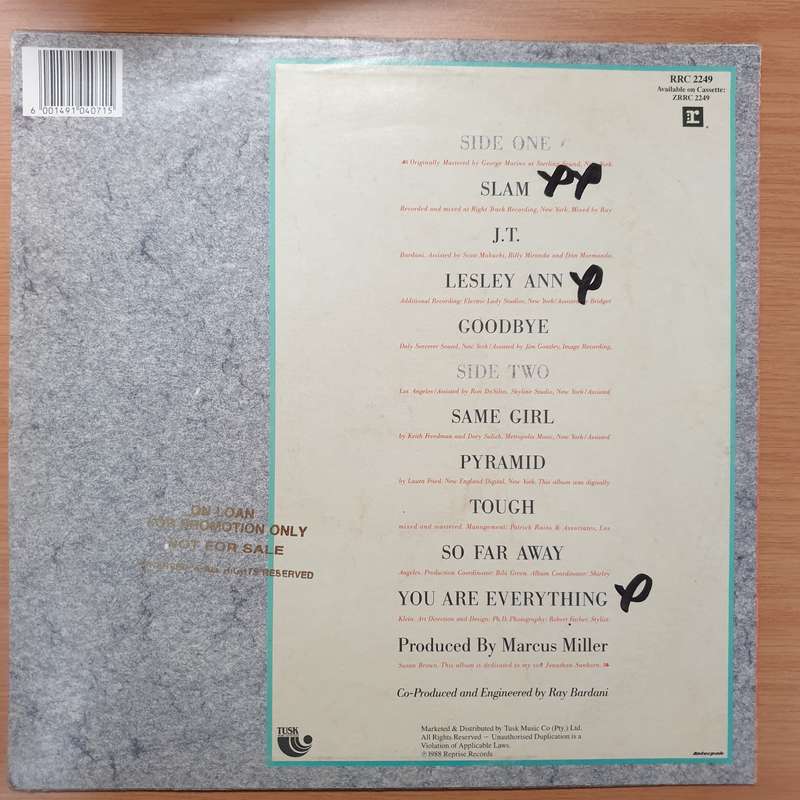 6 001491 040715
RRC 2249
Available on Cassette:
ZRRC 2249
SIDE ONE
Originally Mastered by George Marino at Sterling Sound, New York.
SLAM
Recorded and mixed at Right Track Recording, New York. Mixed by Ray
J.T.
Bardani. Assisted by Scott Mabuchi, Billy Miranda and Don
LESLEY ANN
Additional Recording: Electric Lady Studios, New York/Assisted Bridget
GOODBYE
Daly Sorcerer Sound, New York/Assisted by Jim Goatley, Image Recording,
SIDE TWO
Los Angeles/Assisted by Ron DaSilva, Skyline Studio, New York/Assisted
SAME GIRL
by Keith Freedman and Dary Sulich, Metropolis Music, New York/Assisted
PYRAMID
by Laura Fried, New England Digital, New York. This album was digitally
TOUGH
mixed and mastered. Management: Patrick Rains & Associates, Los
SO FAR AWAY
Angeles. Production Coordinator: Bibi Green. Album Coordinator: Shirley
YOU ARE EVERYTHING
Klein. Art Direction and Design: Ph.D. Photography: Robert Stylist:
Produced By Marcus Miller
Susan Brown. This album is dedicated to my son Jonathan Sanborn.
Co-Produced and Engineered by Ray Bardani
ON LOAN
FOR PROMOTION ONLY
NOT FOR SALE
RIGHTS RESERVED
TUSK
Marketed & Distributed by Tusk Music Co (Pty.) Ltd.
All Rights Reserved – Unauthorised Duplication is a
Violation of Applicable Laws.
℗1988 Reprise Records
Interpak